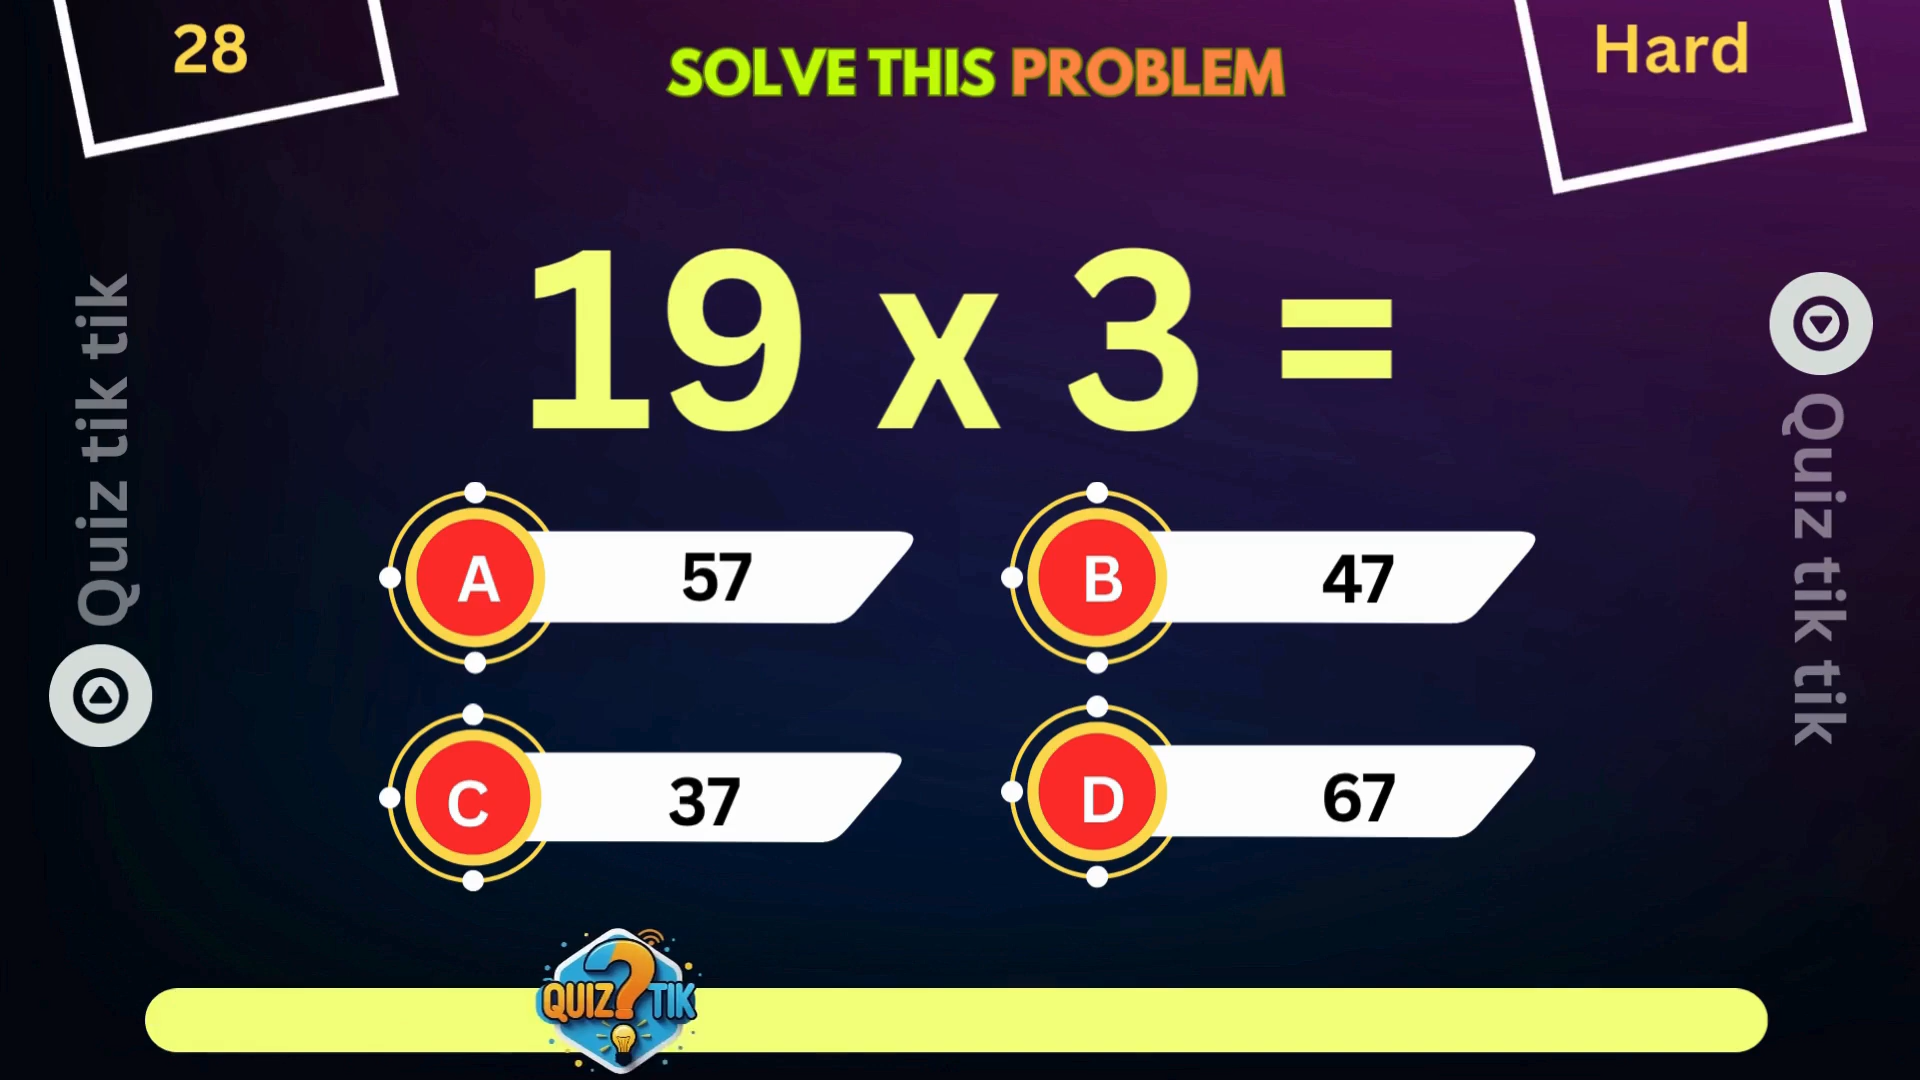 28
SOLVE THIS PROBLEM
Hard
19 x 3 =
A 57
B 47
C 37
D 67
Quiz tik tik
Quiz tik tik
QUIZ ? TIK